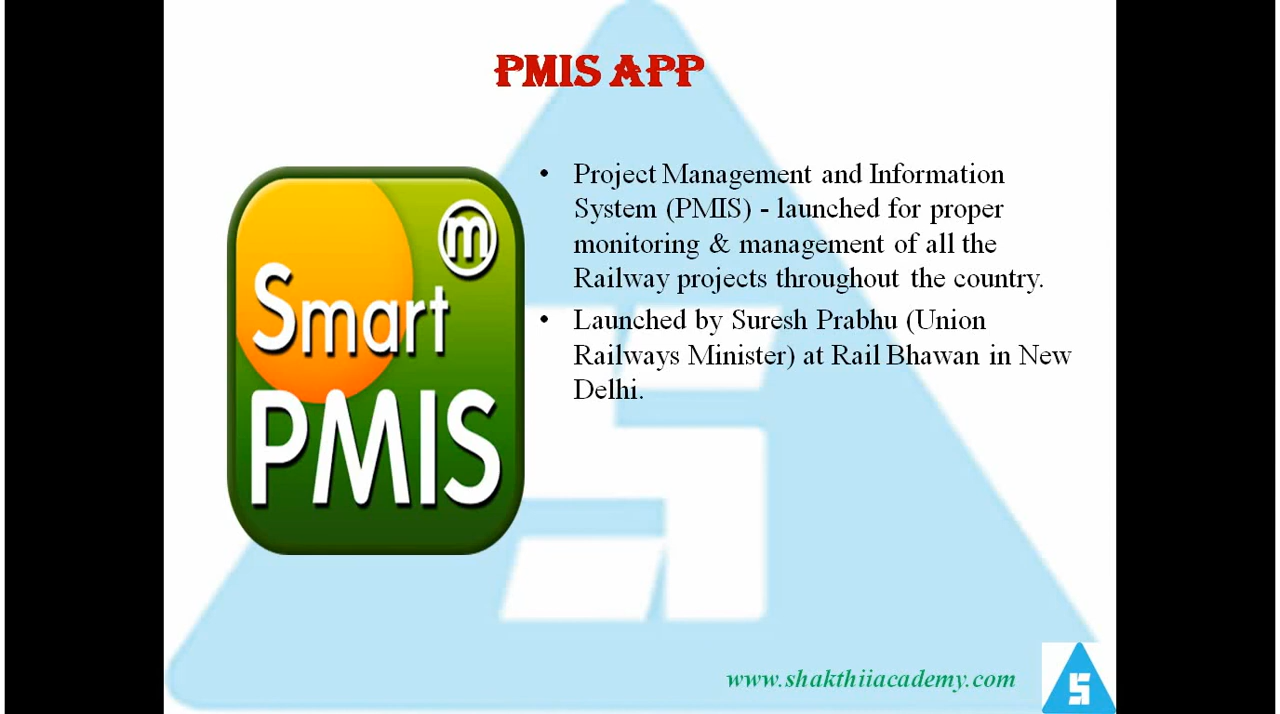 PMIS APP
• Project Management and Information
System (PMIS) - launched for proper
monitoring & management of all the
Railway projects throughout the country.
• Launched by Suresh Prabhu (Union
Railways Minister) at Rail Bhawan in New
Delhi.
m
Smart
PMIS
www.shakthiiacademy.com
S